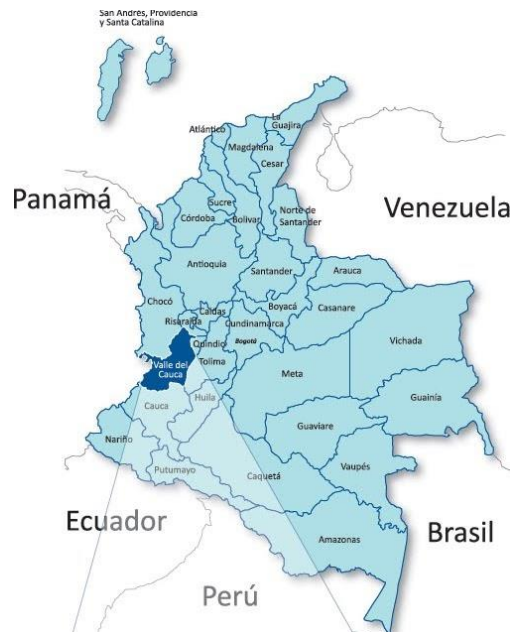 San Andrés, Providencia
y Santa Catalina
La
Guajira
Atlántico
Magdalena
Cesar
Panamá
Venezuela
Sucre
Córdoba
Bolivar
Norte de
Santander
Antioquia
Santander
Arauca
Chocó
Boyacá
Casanare
Caldas
Risaralda
Cundinamarca
Quindío
Bogotá
Vichada
Tolima
Valle del
Cauca
Meta
Guainía
Cauca
Huila
Nariño
Guaviare
Putumayo
Caquetá
Vaupés
Ecuador
Brasil
Amazonas
Perú